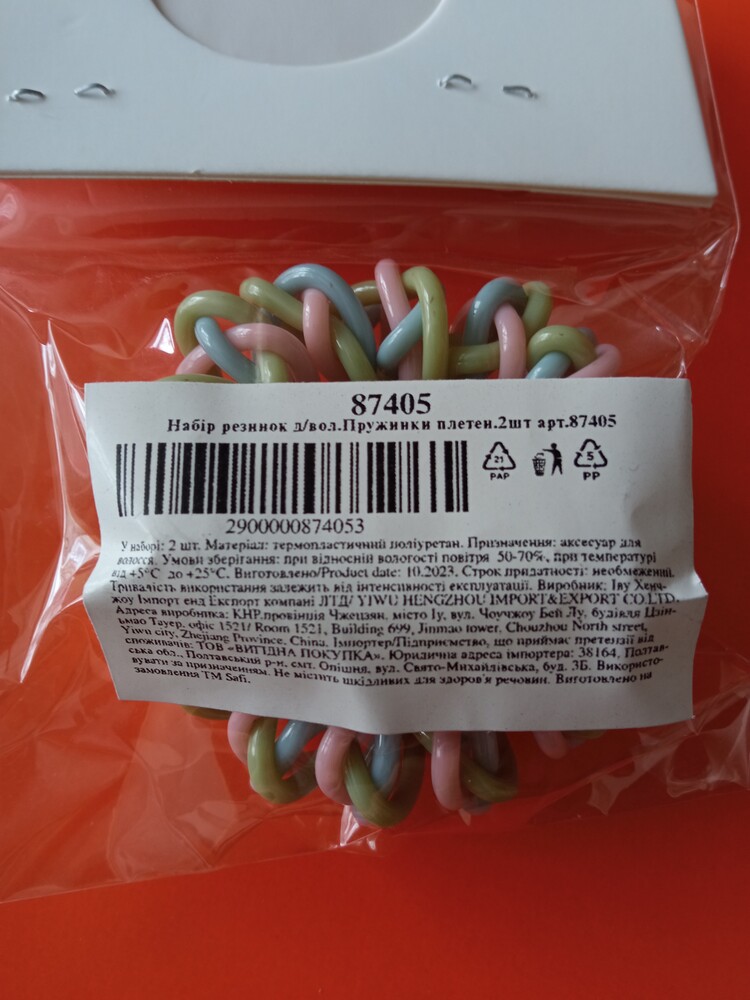 87405
Набір резинок д/вол.Пружинки плетен.2шт арт.87405
21
PAP
5
PP
2900000874053
У наборі: 2 шт. Матеріал: термопластичний поліуретан. Призначення: аксесуар для
волосся. Умови зберігання: при відносній вологості повітря 50-70%, при температурі
від +5°С до +25°С. Виготовлено/Product date: 10.2023. Строк придатності: необмежений.
Тривалість використання залежить від інтенсивності експлуатації. Виробник: Іву Хенч-
жоу Імпорт енд Експорт компані ЛТД/ YIWU HENGZHOU IMPORT&EXPORT CO.LTD.
Адреса виробника: КНР,провінція Чжецзян, місто Іу, вул. Чоучжоу Бей Лу, будівля Цзін-
ьмао Тауер, офіс 1521/ Room 1521, Building 699, Jinmao tower, Chouzhou North street,
Yiwu city, Zhejiang Province, China. Імпортер/Підприємство, що приймає претензії від
споживачів: ТОВ «ВИГІДНА ПОКУПКА». Юридична адреса імпортера: 38164, Полтав-
ська обл., Полтавський р-н, смт. Опішня, вул. Свято-Михайлівська, буд. 3Б. Використо-
вувати за призначенням. Не містить шкідливих для здоров'я речовин. Виготовлено на
замовлення ТМ Safi.